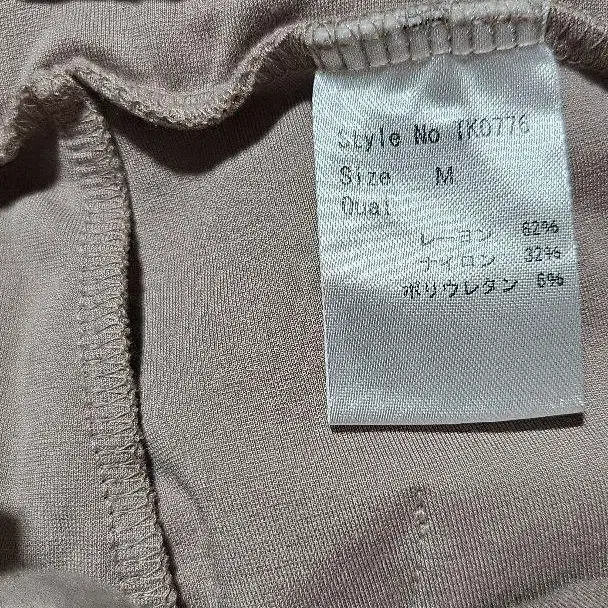 Style No IK0776
Size M
Qual
レーヨン 62%
ナイロン 32%
ポリウレタン 6%